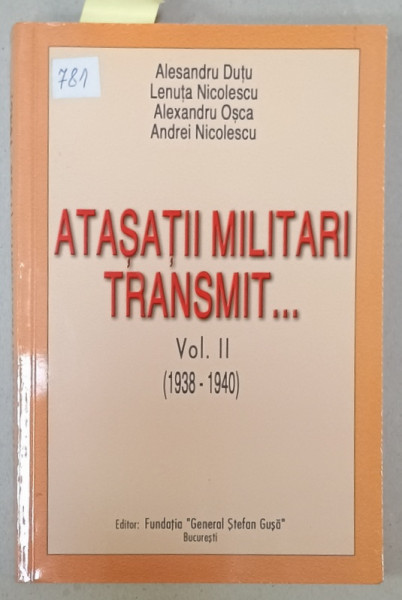 781
Alesandru Duțu
Lenuța Nicolescu
Alexandru Oșca
Andrei Nicolescu
ATAȘAȚII MILITARI
TRANSMIT...
Vol. II
(1938 - 1940)
Editor: Fundația "General Ștefan Gușă"
București